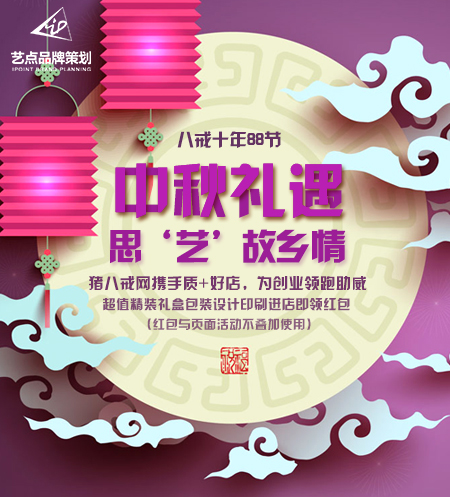 艺点品牌策划
EPOINT BRAND PLANNING
八戒十年88节
中秋礼遇
思‘艺’故乡情
猪八戒网携手质+好店，为创业领跑助威
超值精装礼盒包装设计印刷进店即领红包
（红包与页面活动不叠加使用）